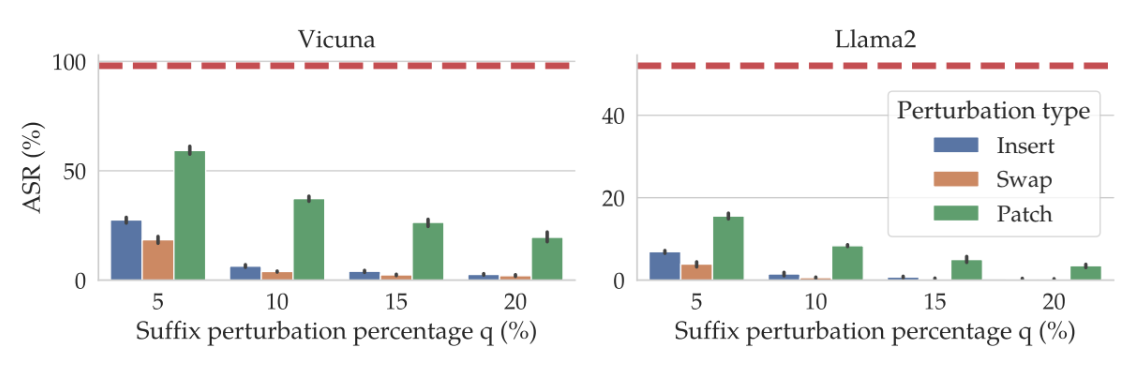 Vicuna
100
50
0
ASR (%)
5 10 15 20
Suffix perturbation percentage q (%)
Llama2
40
20
0
Perturbation type
Insert
Swap
Patch
5 10 15 20
Suffix perturbation percentage q (%)